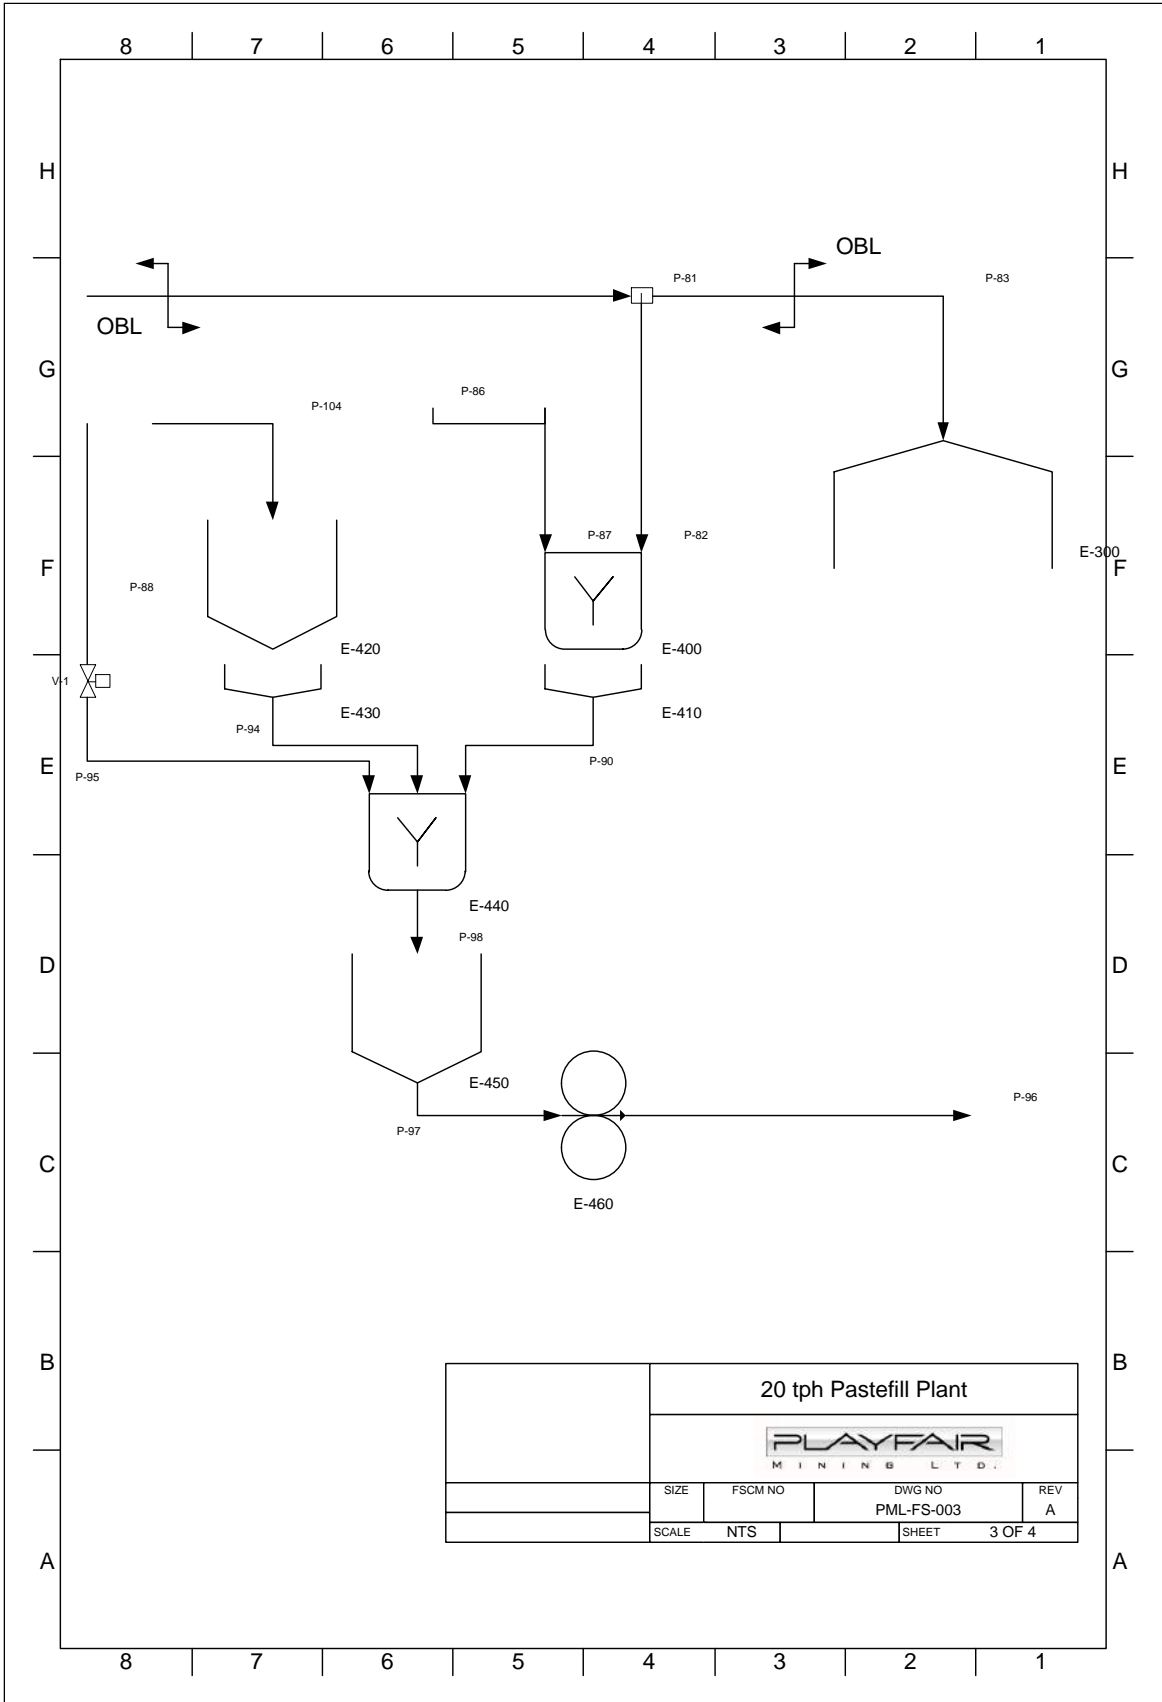 8 7 6 5 4 3 2 1
H H
OBL
P-81 P-83
OBL
G G
P-86
P-104
P-87 P-82
E-300
F F
P-88
E-420 E-400
V-1
E-430 E-410
P-94
P-90
E E
P-95
E-440
P-98
D D
E-450
P-96
P-97
C C
E-460
B B
20 tph Pastefill Plant
PLAYFAIR
MINING LTD.
SIZE FSCM NO DWG NO REV
PML-FS-003 A
SCALE NTS SHEET 3 OF 4
A A
8 7 6 5 4 3 2 1